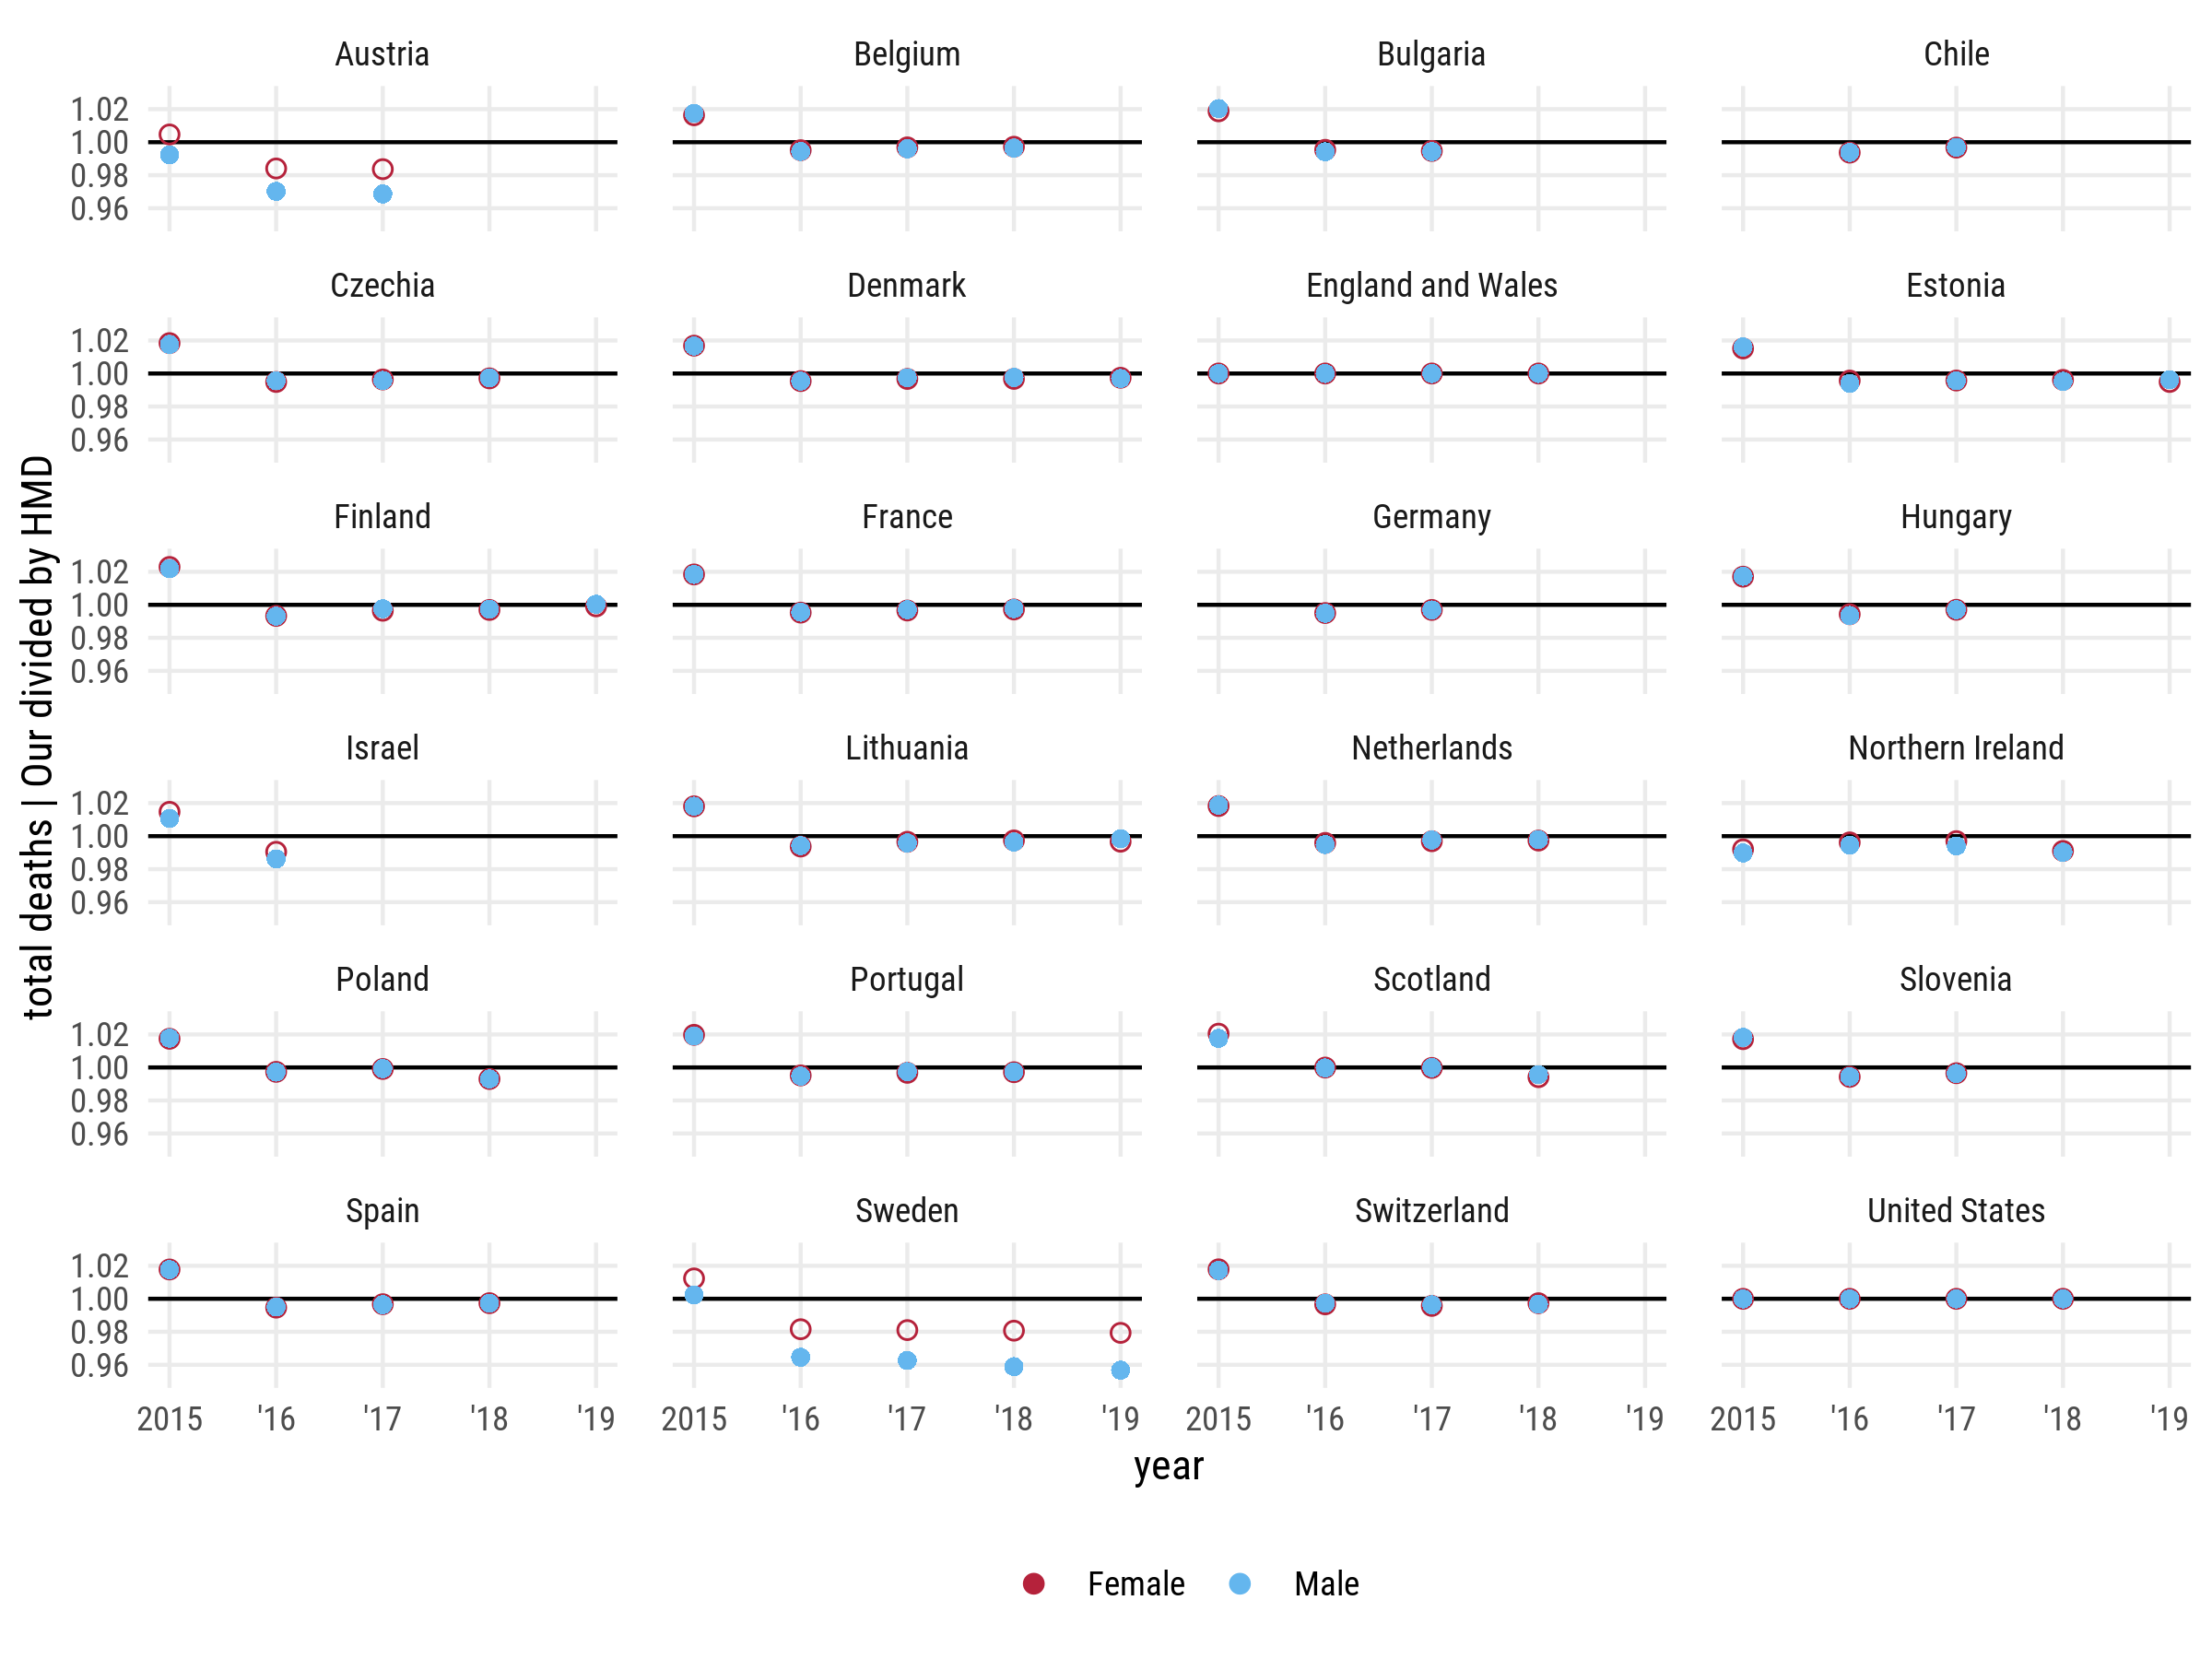 Austria Belgium Bulgaria Chile
1.02
1.00
0.98
0.96
Czechia Denmark England and Wales Estonia
1.02
1.00
0.98
0.96
Finland France Germany Hungary
1.02
1.00
0.98
0.96
Israel Lithuania Netherlands Northern Ireland
1.02
1.00
0.98
0.96
Poland Portugal Scotland Slovenia
1.02
1.00
0.98
0.96
Spain Sweden Switzerland United States
1.02
1.00
0.98
0.96
2015 '16 '17 '18 '19 2015 '16 '17 '18 '19 2015 '16 '17 '18 '19 2015 '16 '17 '18 '19
total deaths | Our divided by HMD
year
Female Male